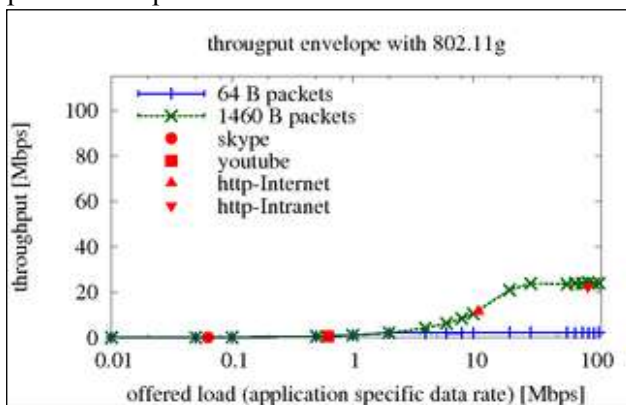 througput envelope with 802.11g
64 B packets
1460 B packets
skype
youtube
http-Internet
http-Intranet
throughput [Mbps]
100
80
60
40
20
0
0.01
0.1
1
10
100
offered load (application specific data rate) [Mbps]